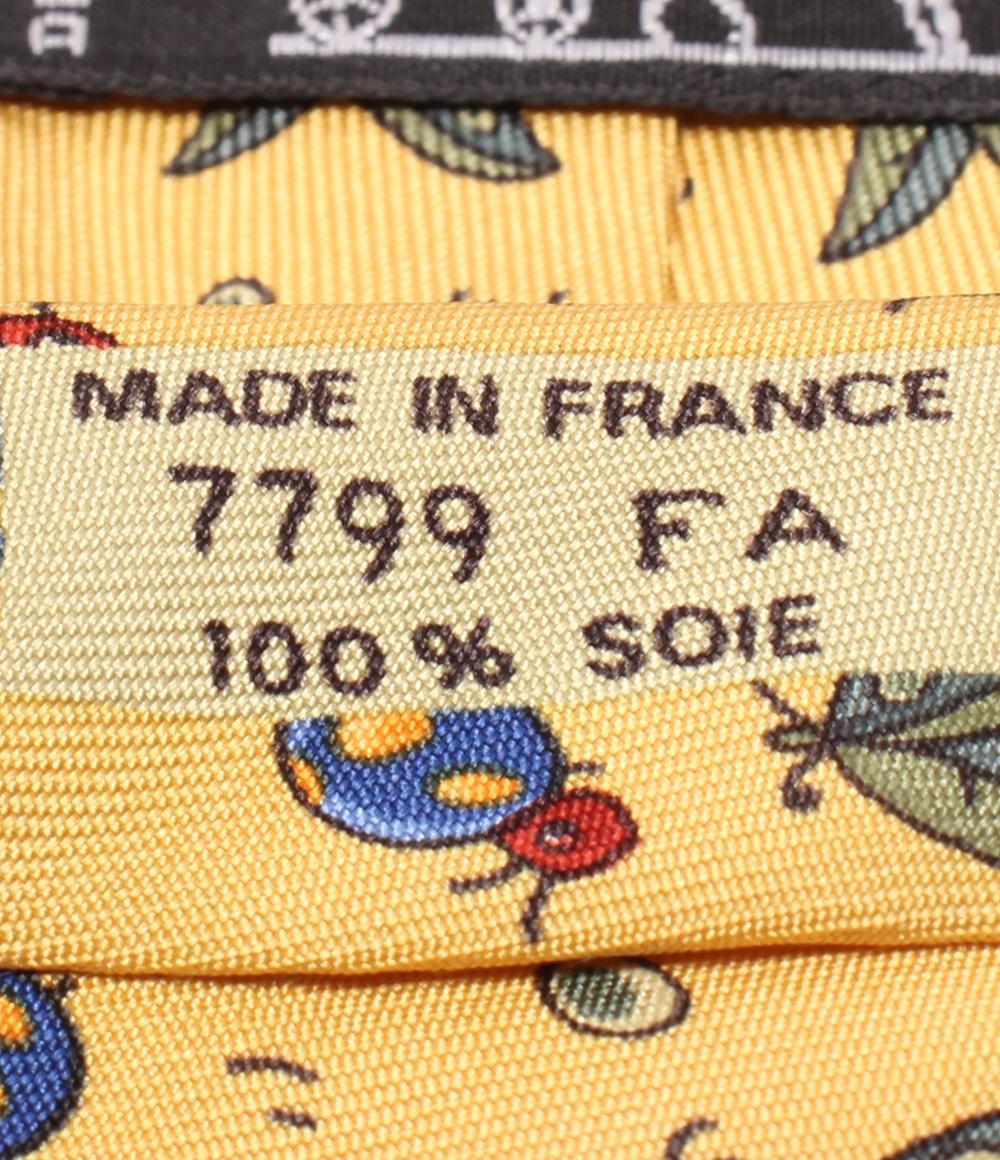 MADE IN FRANCE
7799 FA
100% SOIE